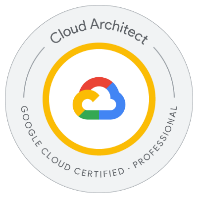 Cloud Architect
GOOGLE CLOUD CERTIFIED · PROFESSIONAL